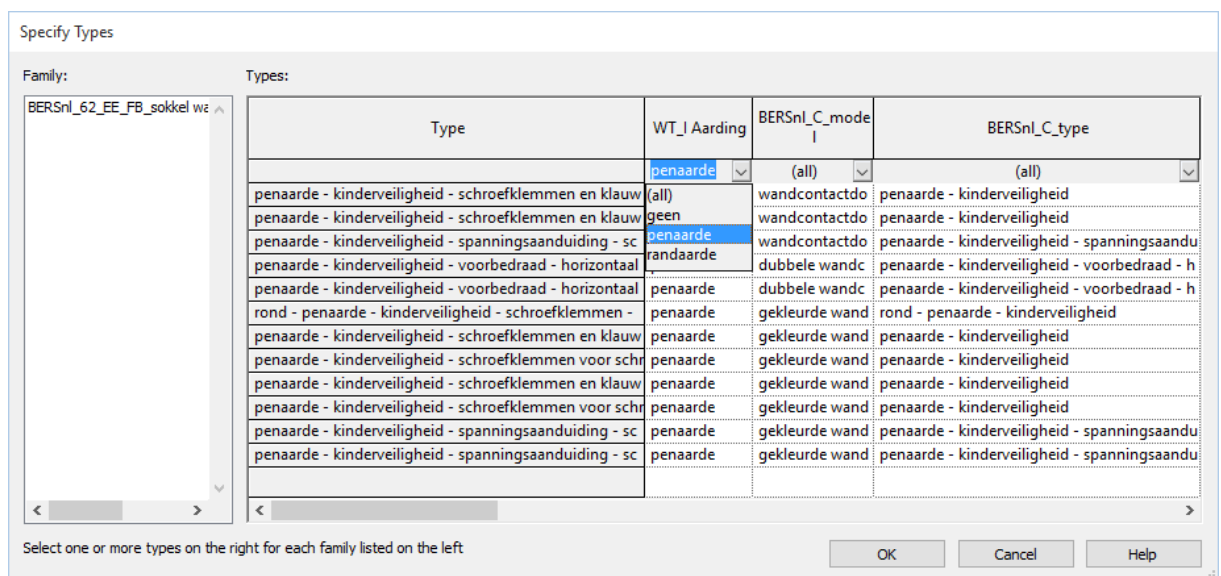 Specify Types
Family:
Types:
BERSnl_62_EE_FB_sokkel wa
Type WT_I Aarding BERSnl_C_mode BERSnl_C_type
l
penaarde (all) (all)
(all)
geen
penaarde
randaarde
penaarde - kinderveiligheid - schroefklemmen en klauw wandcontactdo penaarde - kinderveiligheid
penaarde - kinderveiligheid - schroefklemmen en klauw wandcontactdo penaarde - kinderveiligheid
penaarde - kinderveiligheid - spanningsaanduiding - sc wandcontactdo penaarde - kinderveiligheid - spanningsaandu
penaarde - kinderveiligheid - voorbedraad - horizontaal dubbele wandc penaarde - kinderveiligheid - voorbedraad - h
penaarde - kinderveiligheid - voorbedraad - horizontaal penaarde dubbele wandc penaarde - kinderveiligheid - voorbedraad - h
rond - penaarde - kinderveiligheid - schroefklemmen - penaarde gekleurde wand rond - penaarde - kinderveiligheid
penaarde - kinderveiligheid - schroefklemmen en klauw penaarde gekleurde wand penaarde - kinderveiligheid
penaarde - kinderveiligheid - schroefklemmen voor schr penaarde gekleurde wand penaarde - kinderveiligheid
penaarde - kinderveiligheid - schroefklemmen en klauw penaarde gekleurde wand penaarde - kinderveiligheid
penaarde - kinderveiligheid - schroefklemmen voor schr penaarde gekleurde wand penaarde - kinderveiligheid
penaarde - kinderveiligheid - spanningsaanduiding - sc penaarde gekleurde wand penaarde - kinderveiligheid - spanningsaandu
penaarde - kinderveiligheid - spanningsaanduiding - sc penaarde gekleurde wand penaarde - kinderveiligheid - spanningsaandu
Select one or more types on the right for each family listed on the left
OK Cancel Help